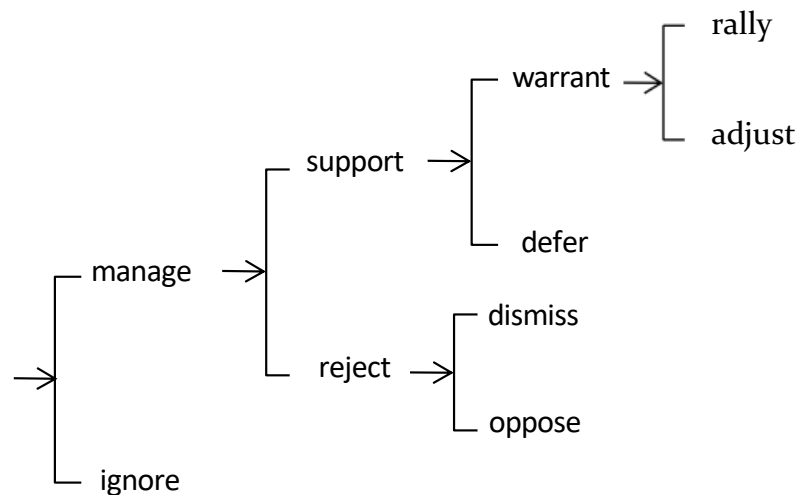 rally
warrant
adjust
support
defer
manage
dismiss
reject
oppose
ignore